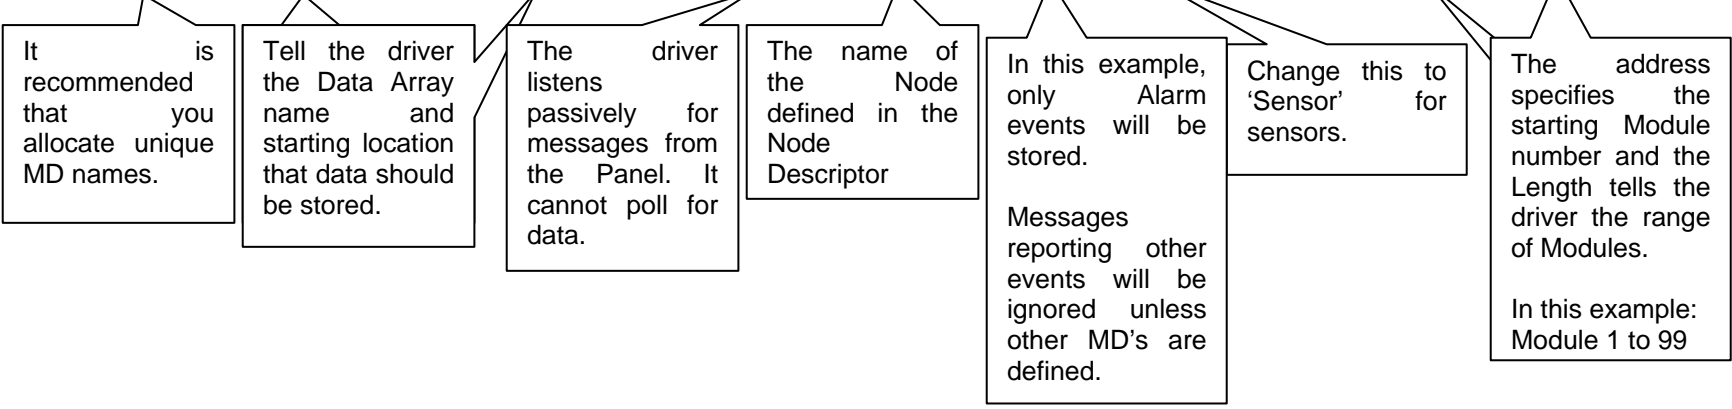 It is
recommended
that you
allocate unique
MD names.
Tell the driver
the Data Array
name and
starting location
that data should
be stored.
The driver
listens
passively for
messages from
the Panel. It
cannot poll for
data.
The name of
the Node
defined in the
Node
Descriptor
In this example,
only Alarm
events will be
stored.
Messages
reporting other
events will be
ignored unless
other MD’s are
defined.
Change this to
‘Sensor’ for
sensors.
The address
specifies the
starting Module
number and the
Length tells the
driver the range
of Modules.
In this example:
Module 1 to 99